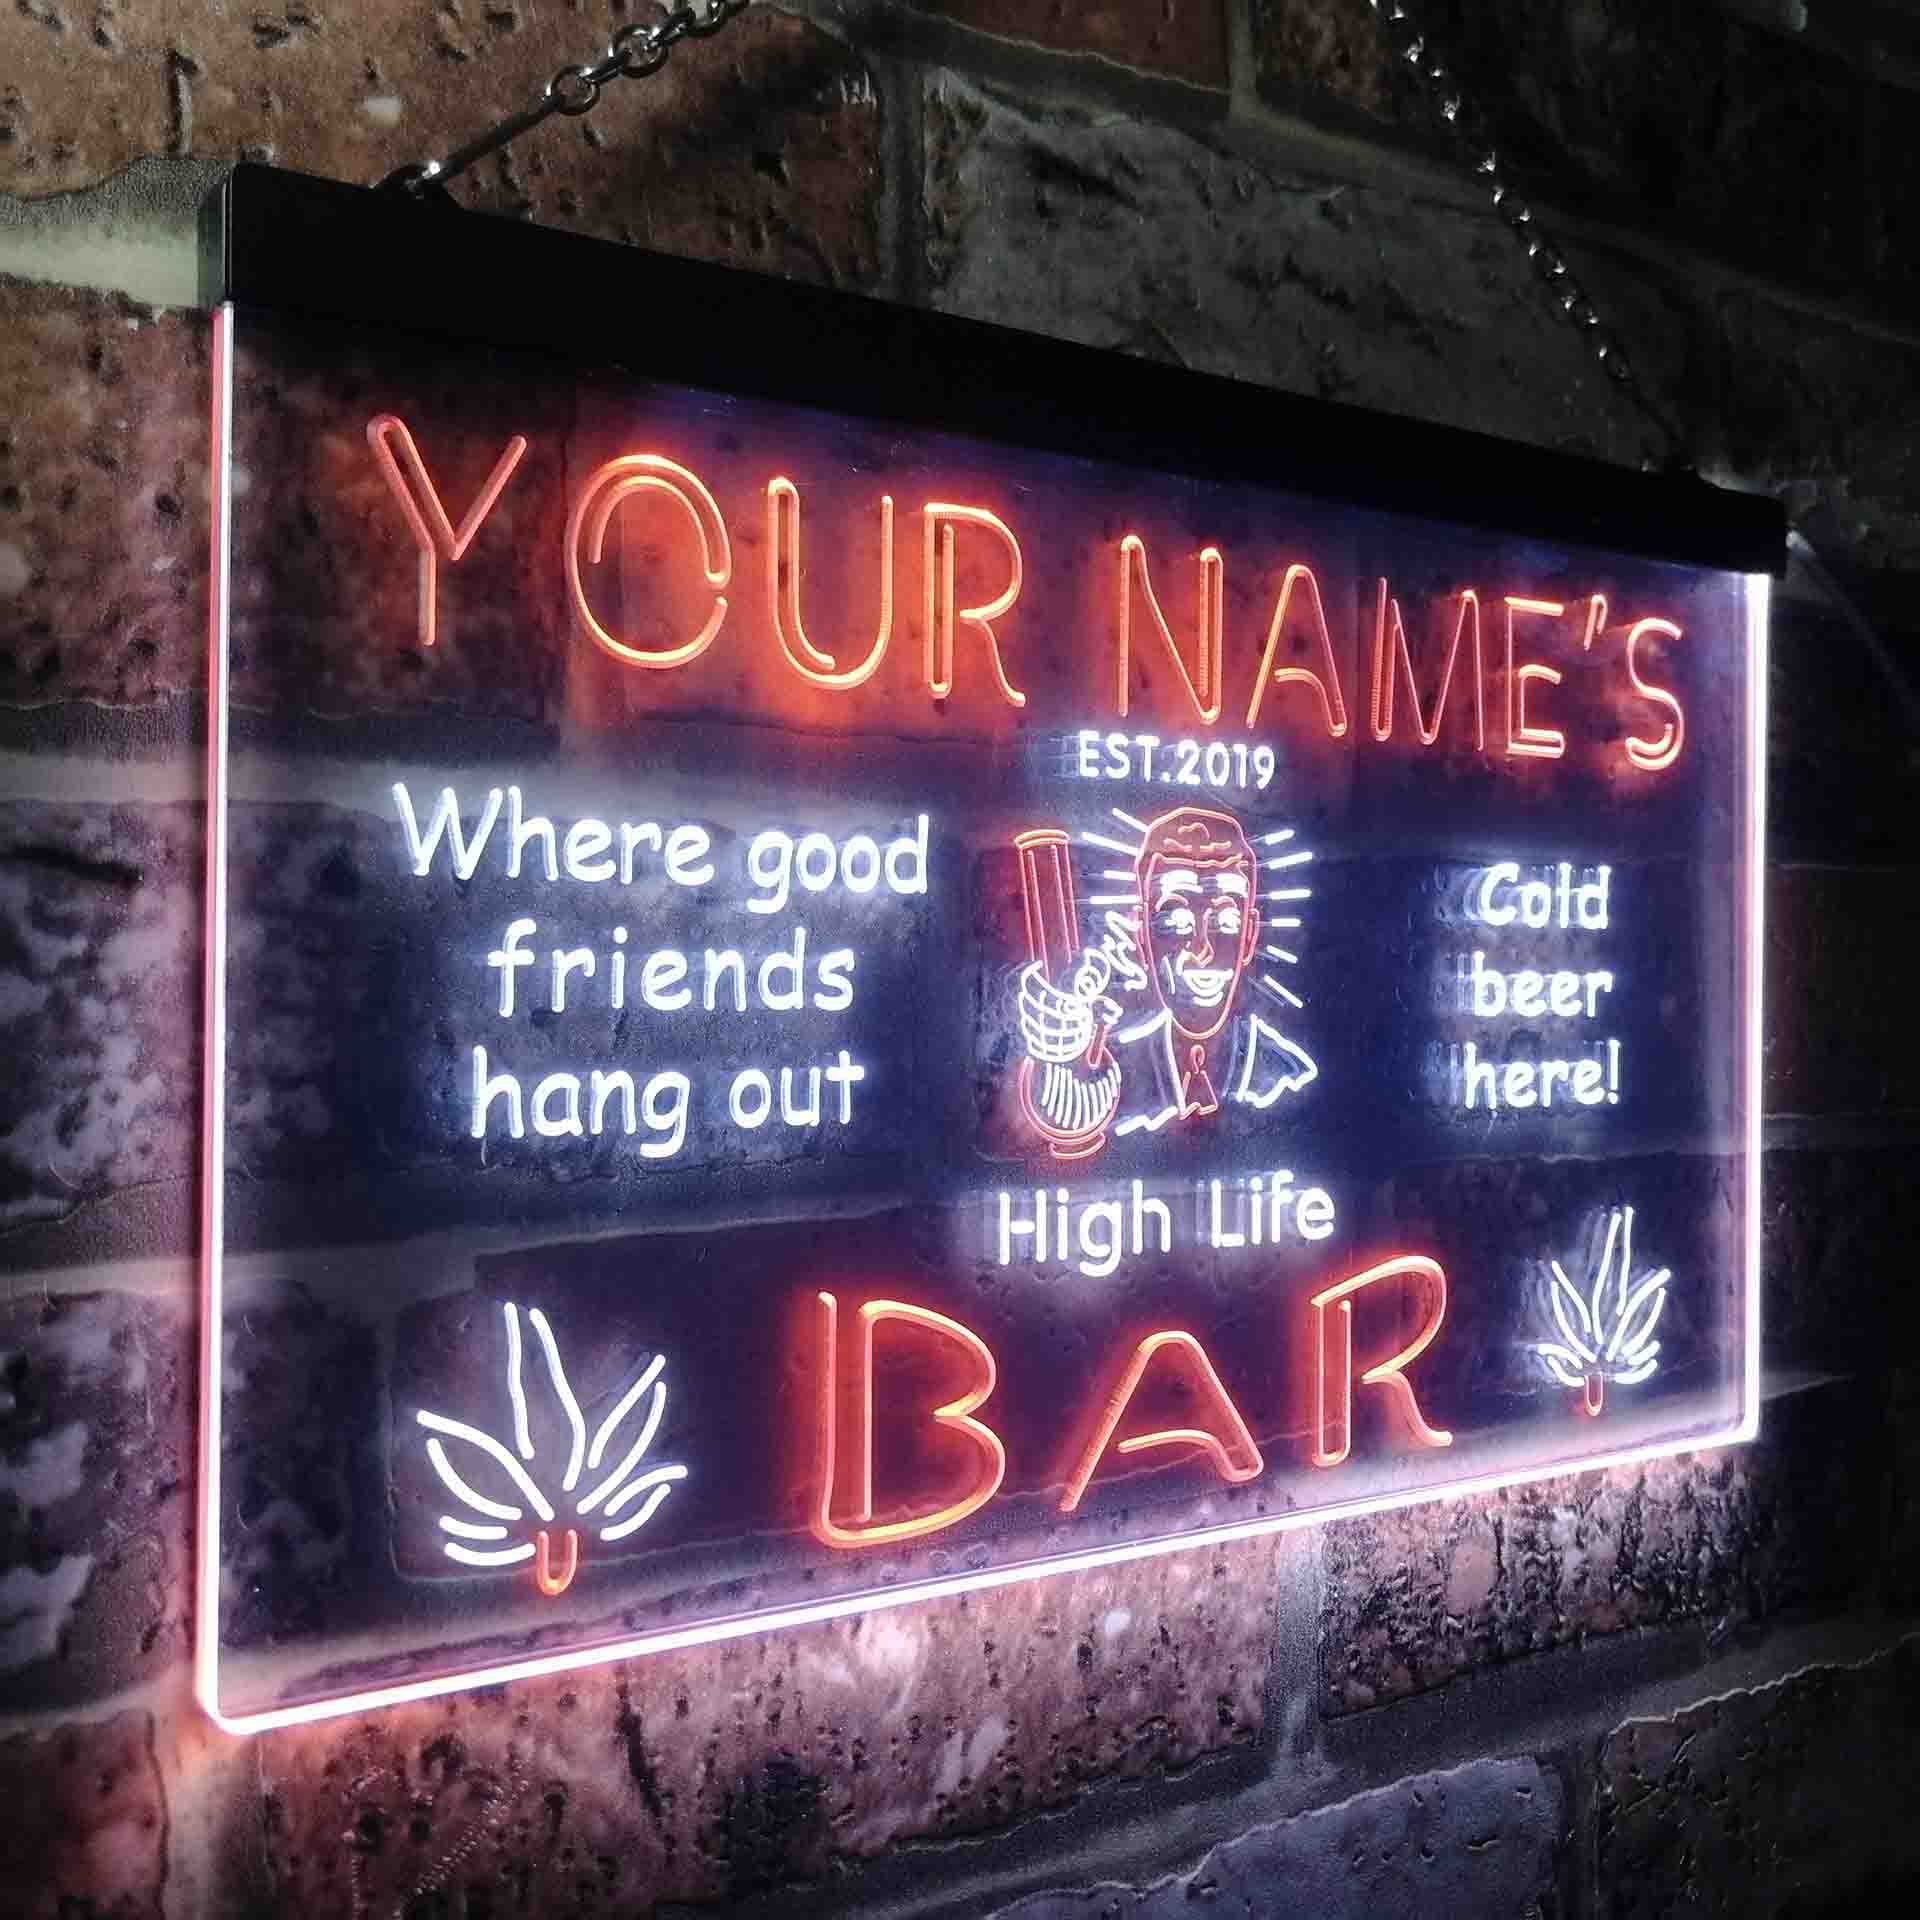 YOUR NAME'S
EST.2019
Where good
friends
hang out
Cold
beer
here!
High Life
BAR